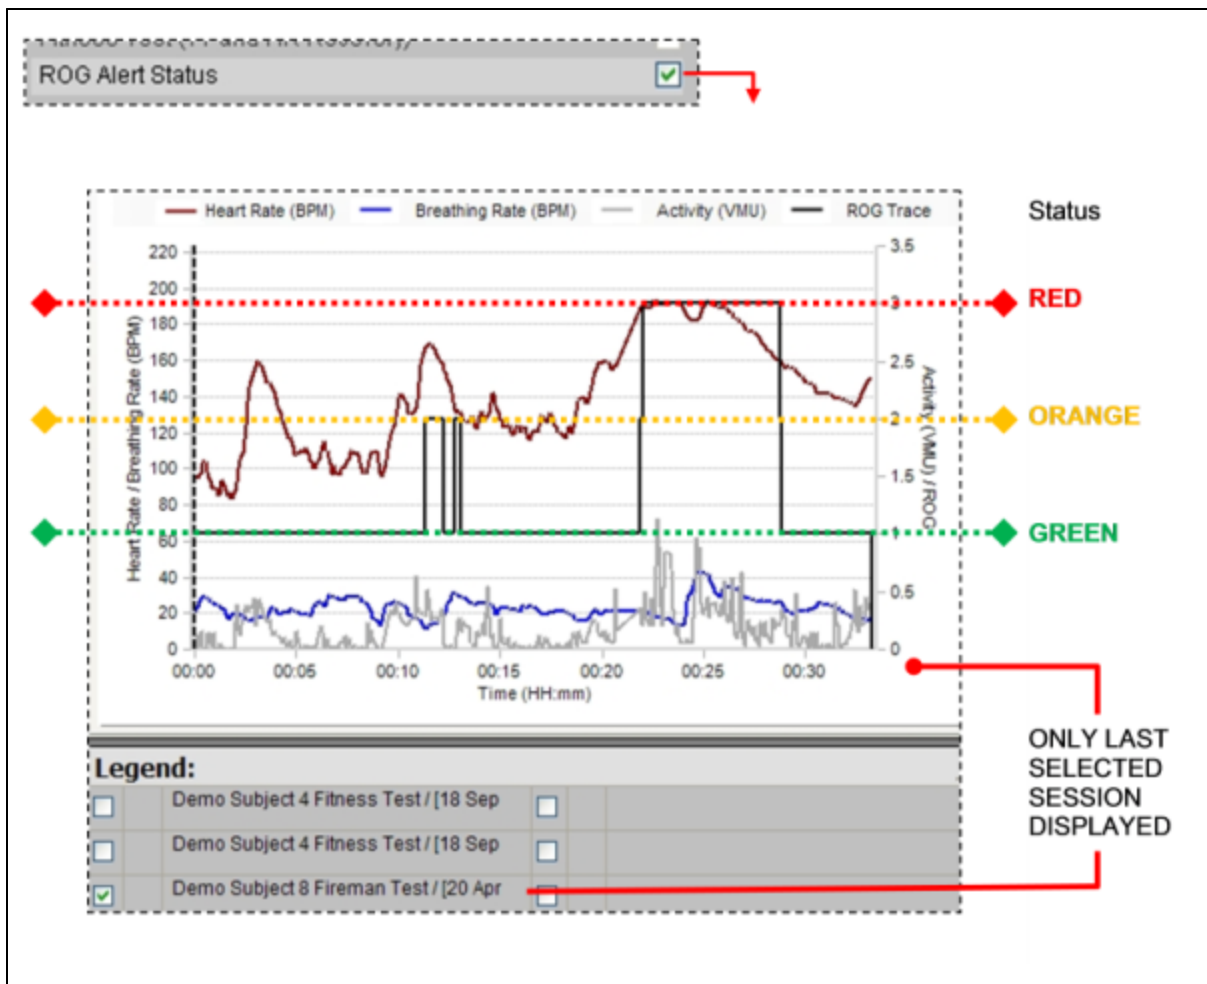 ROG Alert Status
Heart Rate (BPM) Breathing Rate (BPM) Activity (VMU) ROG Trace
Status
220
200
180
160
140
120
100
80
60
40
20
0
Heart Rate / Breathing Rate (BPM)
3.5
3
2.5
2
1.5
1
0.5
0
Activity (VMU) / ROG
RED
ORANGE
GREEN
00:00 00:05 00:10 00:15 00:20 00:25 00:30
Time (HH:mm)
ONLY LAST
SELECTED
SESSION
DISPLAYED
Legend:
Demo Subject 4 Fitness Test / [18 Sep
Demo Subject 4 Fitness Test / [18 Sep
Demo Subject 8 Fireman Test / [20 Apr